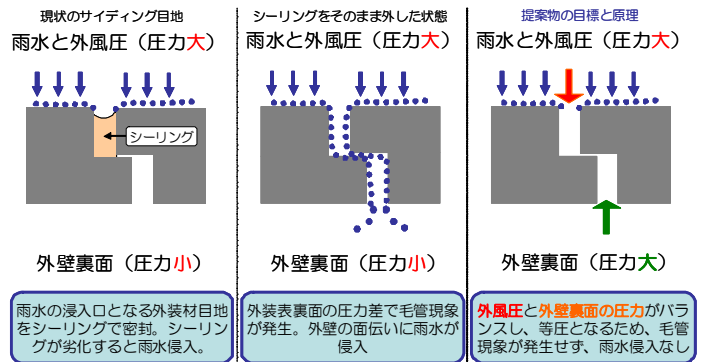 現状のサイディング目地
雨水と外風圧（圧力大）
シーリング
外壁裏面（圧力小）
雨水の浸入口となる外装材目地
をシーリングで密封。シーリン
グが劣化すると雨水侵入。
シーリングをそのまま外した状態
雨水と外風圧（圧力大）
外壁裏面（圧力小）
外装表裏面の圧力差で毛管現象
が発生。外壁の面伝いに雨水が
侵入
提案物の目標と原理
雨水と外風圧（圧力大）
外壁裏面（圧力大）
外風圧と外壁裏面の圧力がバラ
ンスし、等圧となるため、毛管
現象が発生せず、雨水侵入なし